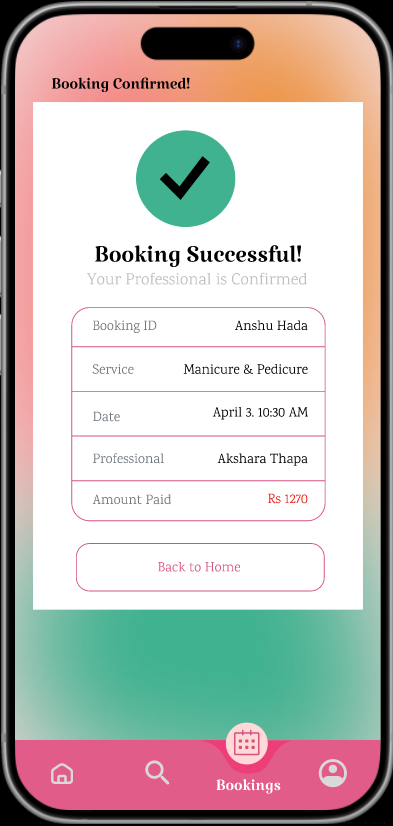 Booking Confirmed!
Booking Successful!
Your Professional is Confirmed
Booking ID Anshu Hada
Service Manicure & Pedicure
Date April 3. 10:30 AM
Professional Akshara Thapa
Amount Paid Rs 1270
Back to Home
Bookings